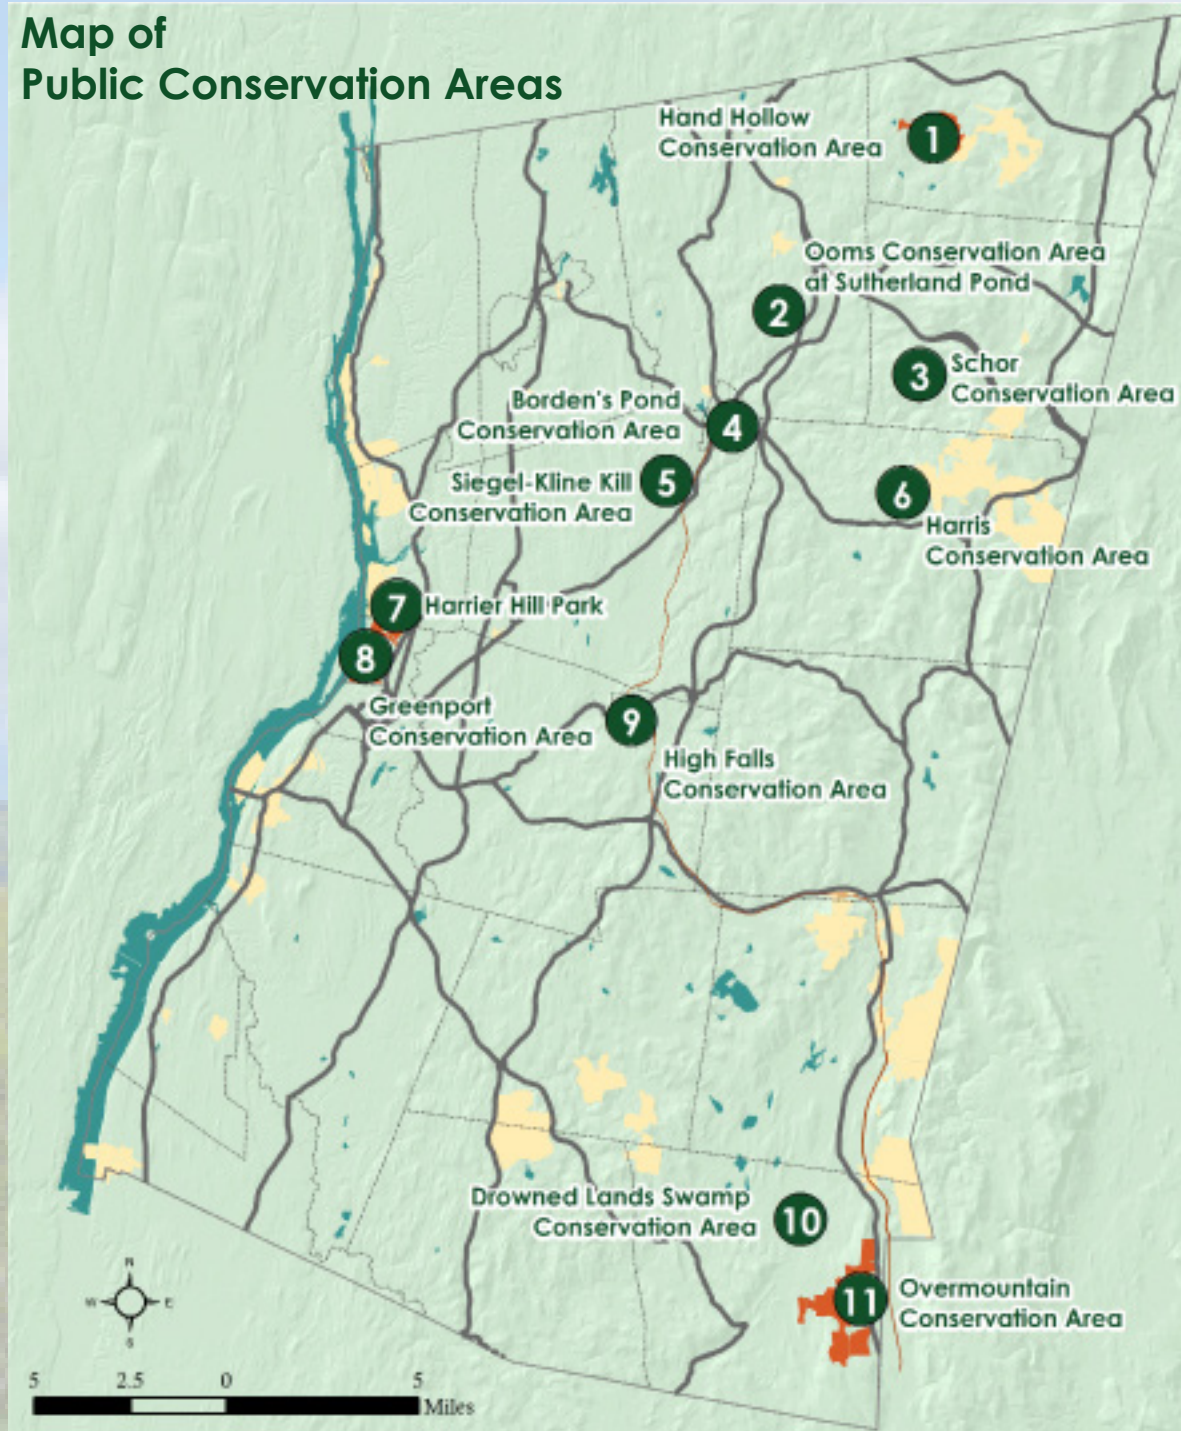 Map of
Public Conservation Areas
Hand Hollow
Conservation Area
1
Ooms Conservation Area
at Sutherland Pond
2
3
Schor
Conservation Area
Borden's Pond
Conservation Area
4
Siegel-Kline Kill
Conservation Area
5
6
Harris
Conservation Area
7
Harrier Hill Park
8
Greenport
Conservation Area
9
High Falls
Conservation Area
Drowned Lands Swamp
Conservation Area
10
11
Overmountain
Conservation Area
N
W E
S
5 2.5 0 5
Miles